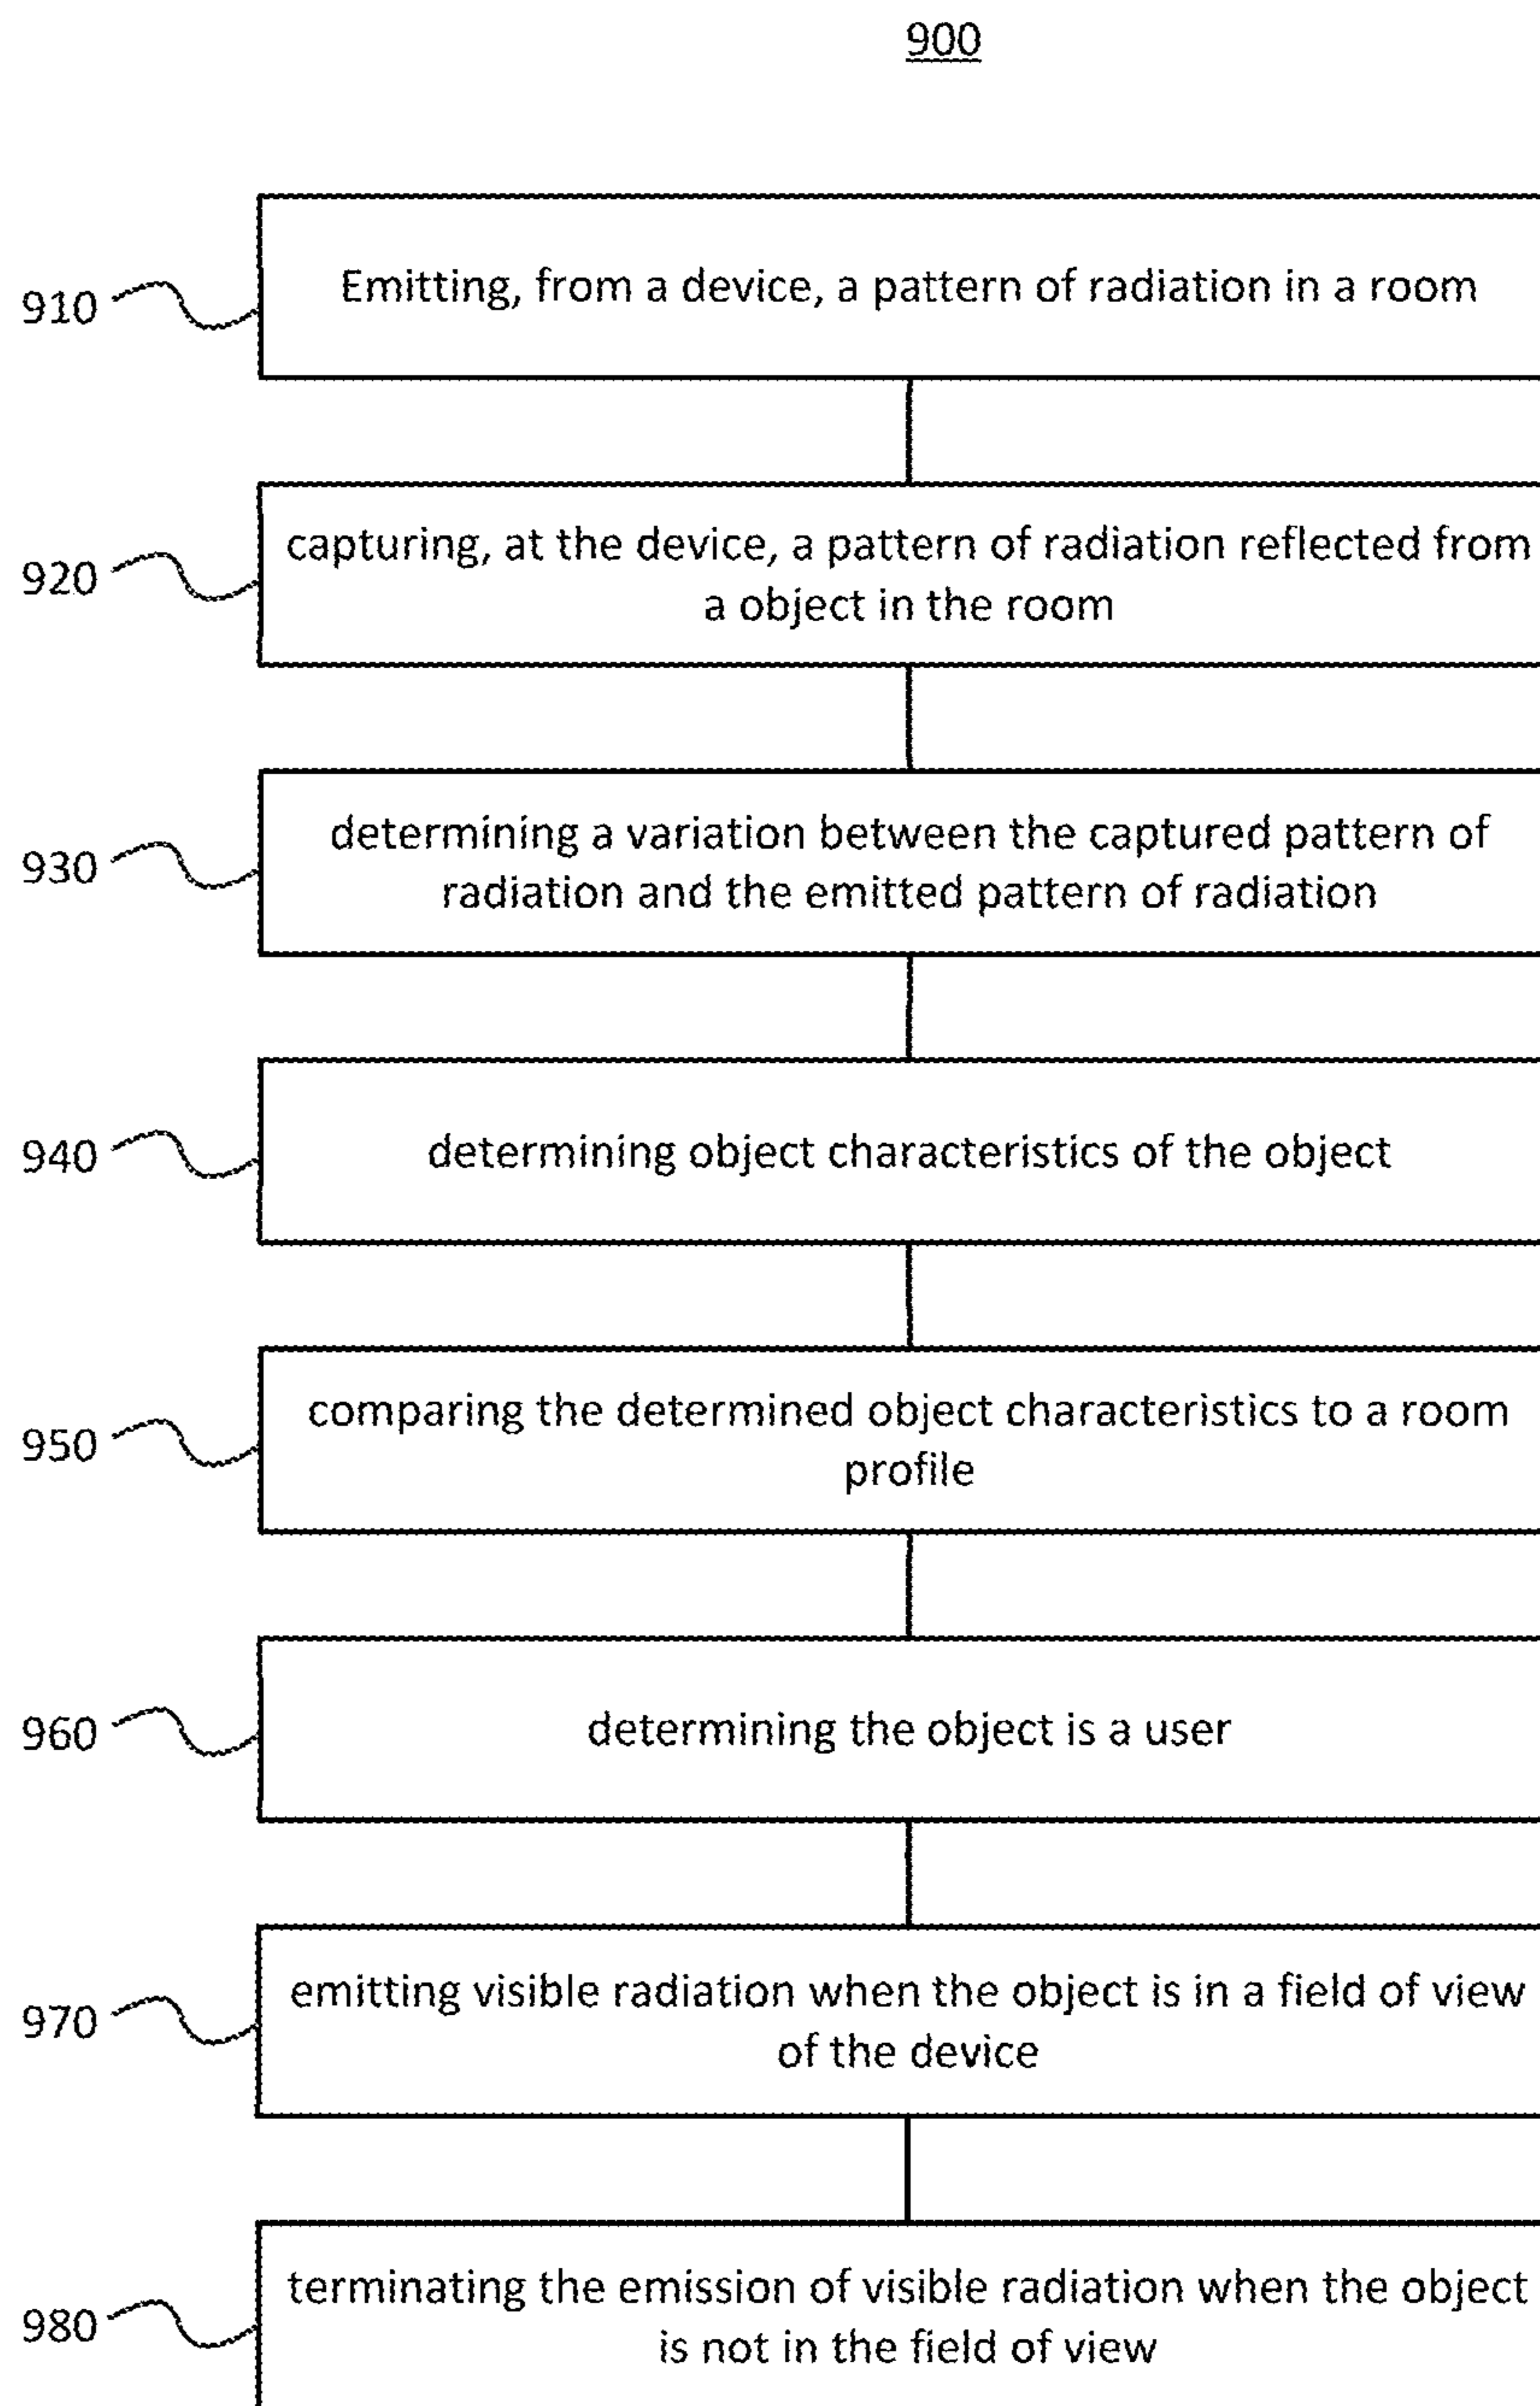 900
910
Emitting, from a device, a pattern of radiation in a room
920
capturing, at the device, a pattern of radiation reflected from
a object in the room
930
determining a variation between the captured pattern of
radiation and the emitted pattern of radiation
940
determining object characteristics of the object
950
comparing the determined object characteristics to a room
profile
960
determining the object is a user
970
emitting visible radiation when the object is in a field of view
of the device
980
terminating the emission of visible radiation when the object
is not in the field of view